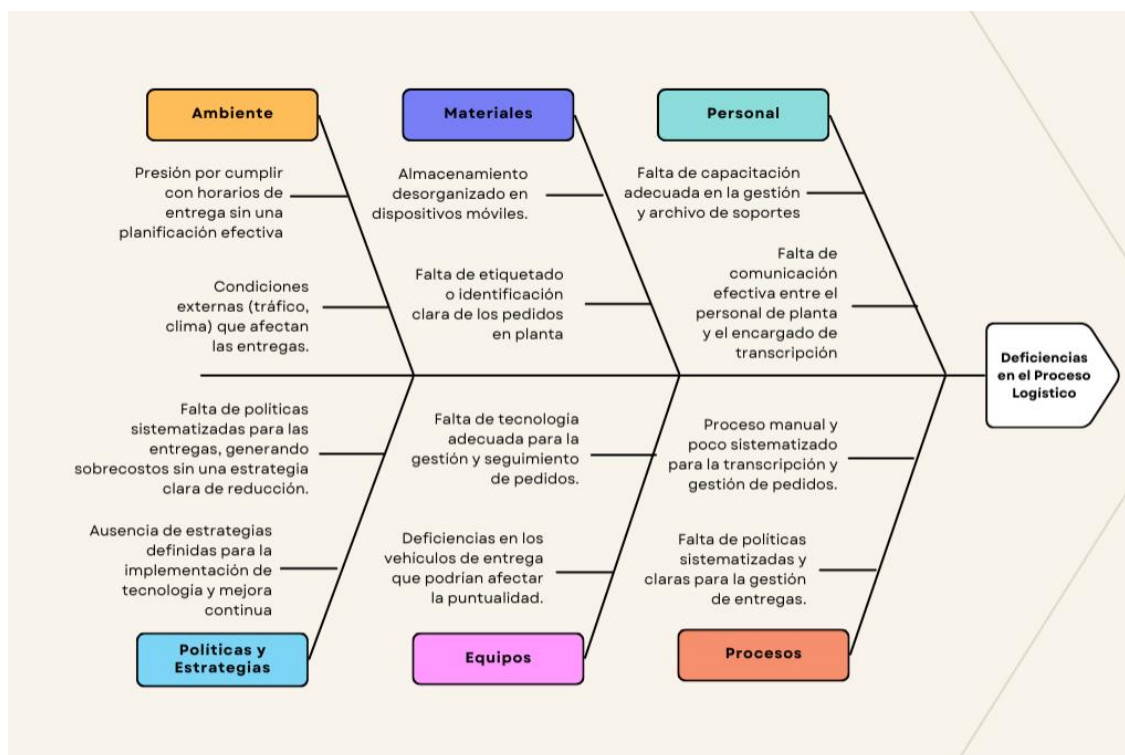 Ambiente
Presión por cumplir
con horarios de
entrega sin una
planificación efectiva
Condiciones
externas (tráfico,
clima) que afectan
las entregas.
Materiales
Almacenamiento
desorganizado en
dispositivos móviles.
Falta de etiquetado
o identificación
clara de los pedidos
en planta
Personal
Falta de capacitación
adecuada en la gestión
y archivo de soportes
Falta de
comunicación
efectiva entre el
personal de planta
y el encargado de
transcripción
Deficiencias
en el Proceso
Logístico
Falta de políticas
sistematizadas para las
entregas, generando
sobrecostos sin una estrategia
clara de reducción.
Ausencia de estrategias
definidas para la
implementación de
tecnología y mejora
continua
Políticas y
Estrategias
Falta de tecnología
adecuada para la
gestión y seguimiento
de pedidos.
Deficiencias en los
vehículos de entrega
que podrían afectar
la puntualidad.
Equipos
Proceso manual y
poco sistematizado
para la transcripción y
gestión de pedidos.
Falta de políticas
sistematizadas y
claras para la gestión
de entregas.
Procesos